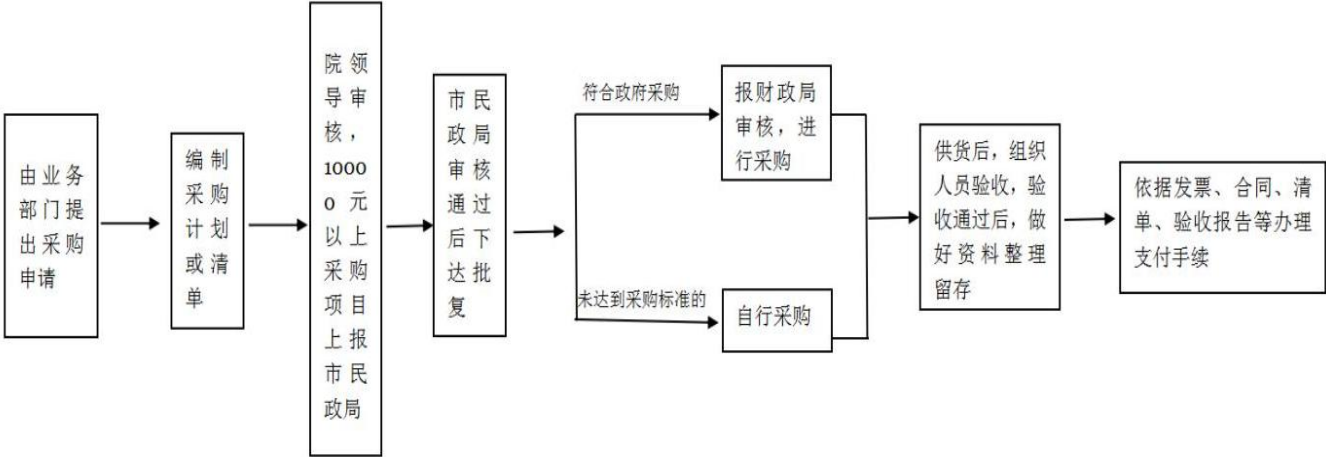 由业务
部门提
出采购
申请
编制
采购
计划
或清
单
院领
导审
核，
1000
0元
以上
采购
项目
上报
市民
政局
市民
政局
审核
通过
后下
达批
复
符合政府采购
报财政局
审核，进
行采购
未达到采购标准的
自行采购
供货后，组织
人员验收，验
收通过后，做
好资料整理
留存
依据发票、合同、清
单、验收报告等办理
支付手续